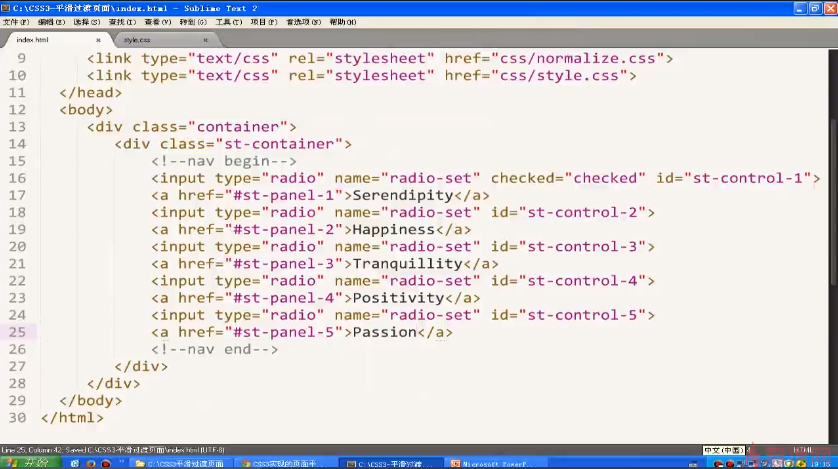 C:\CSS3-平滑过渡页面\index.html - Sublime Text 2
文件(F) 编辑(E) 选择(S) 查找(I) 查看(V) 转到(G) 工具(T) 项目(P) 首选项(N) 帮助(H)
index.html × style.css ×
9 <link type="text/css" rel="stylesheet" href="css/normalize.css">
10 <link type="text/css" rel="stylesheet" href="css/style.css">
11 </head>
12 <body>
13 <div class="container">
14 <div class="st-container">
15 <!--nav begin-->
16 <input type="radio" name="radio-set" checked="checked" id="st-control-1">
17 <a href="#st-panel-1">Serendipity</a>
18 <input type="radio" name="radio-set" id="st-control-2">
19 <a href="#st-panel-2">Happiness</a>
20 <input type="radio" name="radio-set" id="st-control-3">
21 <a href="#st-panel-3">Tranquillity</a>
22 <input type="radio" name="radio-set" id="st-control-4">
23 <a href="#st-panel-4">Positivity</a>
24 <input type="radio" name="radio-set" id="st-control-5">
25 <a href="#st-panel-5">Passion</a>
26 <!--nav end-->
27 </div>
28 </div>
29 </body>
30 </html>
Line 25, Column 42; Saved C:\CSS3-平滑过渡页面\index.html (UTF-8) 中文(中国) HTML
开始 C:\CSS3-平滑过渡页面 CSS3实现的页面平... C:\CSS3-平滑过渡... Microsoft PowerP...